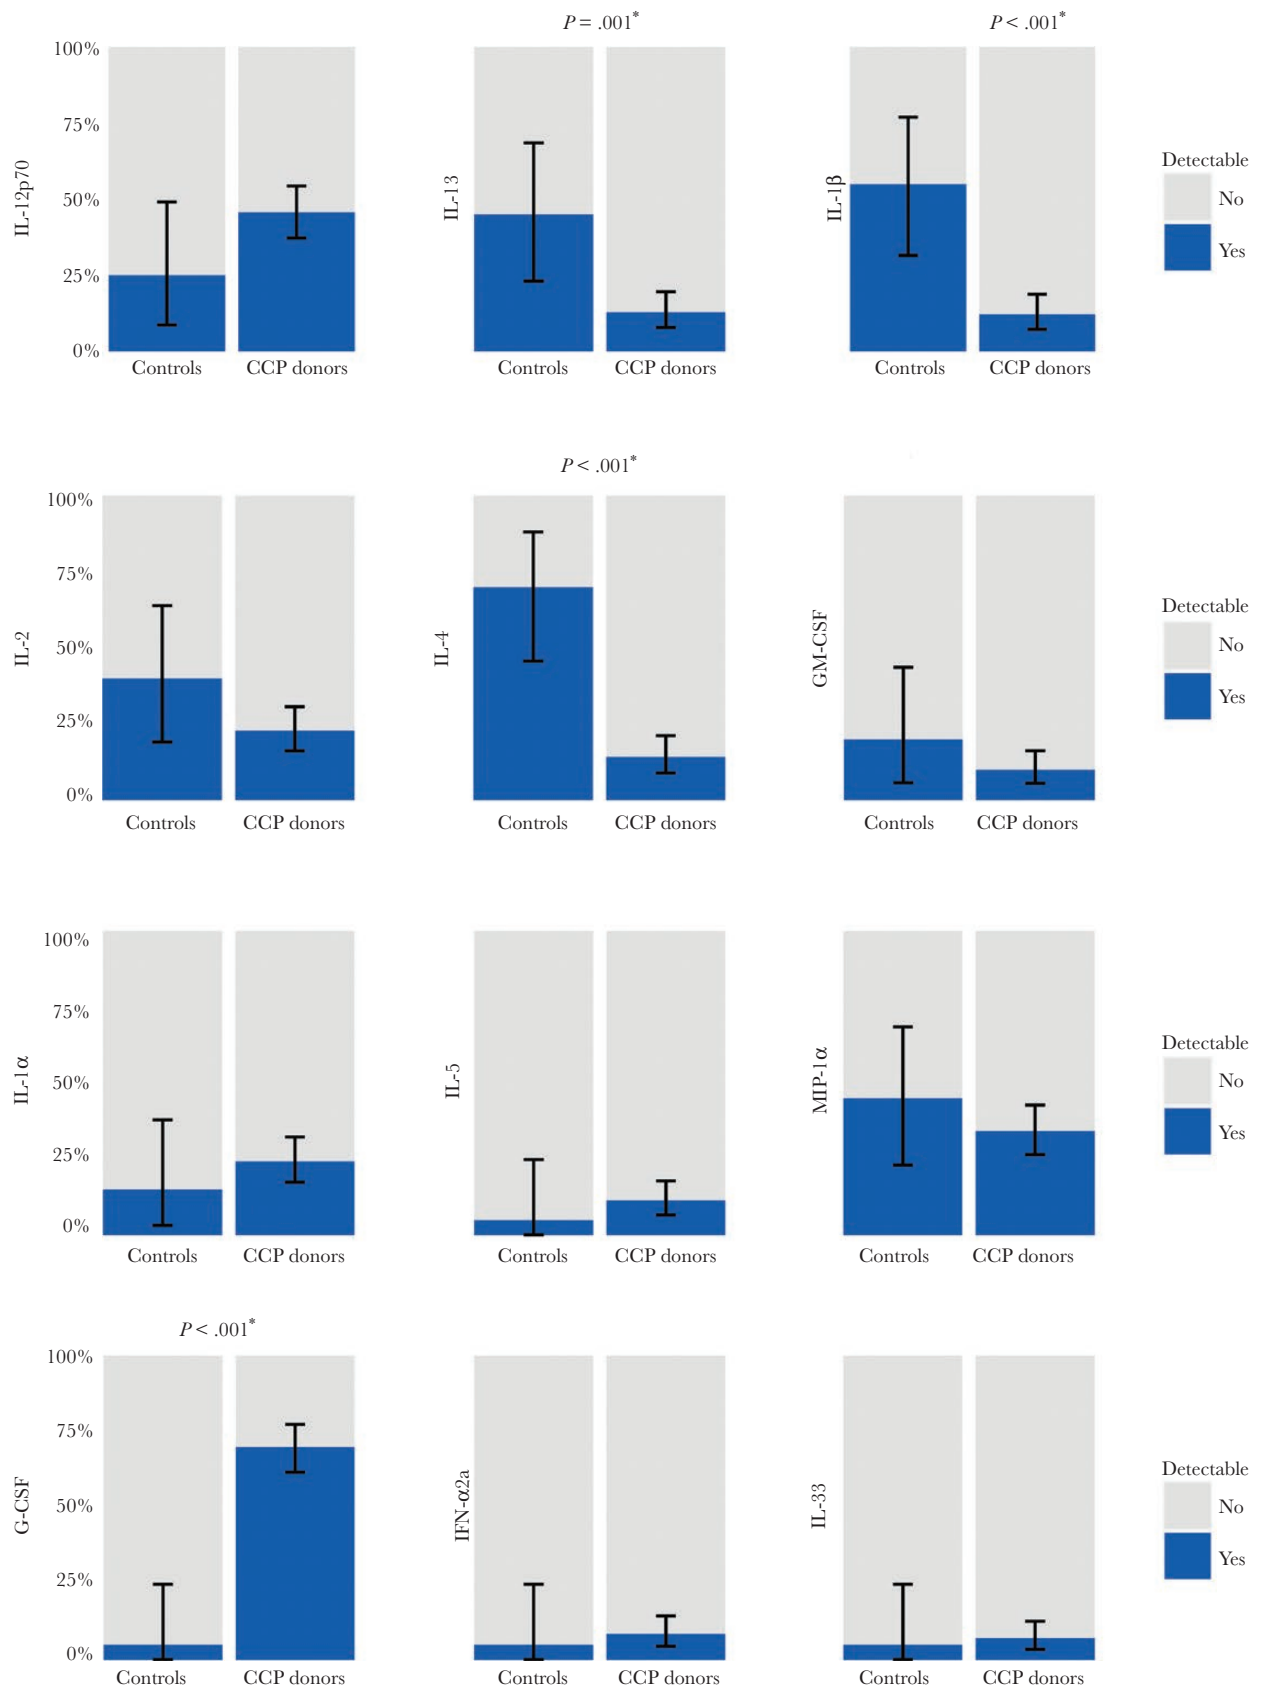 P = .001*
P < .001*
IL-12p70
100%
75%
50%
25%
0%
Controls
CCP donors
IL-13
Controls
CCP donors
IL-1β
Controls
CCP donors
Detectable
No
Yes
P < .001*
IL-2
100%
75%
50%
25%
0%
Controls
CCP donors
IL-4
Controls
CCP donors
GM-CSF
Controls
CCP donors
Detectable
No
Yes
IL-1α
100%
75%
50%
25%
0%
Controls
CCP donors
IL-5
Controls
CCP donors
MIP-1α
Controls
CCP donors
Detectable
No
Yes
P < .001*
G-CSF
100%
75%
50%
25%
0%
Controls
CCP donors
IFN-α2a
Controls
CCP donors
IL-33
Controls
CCP donors
Detectable
No
Yes